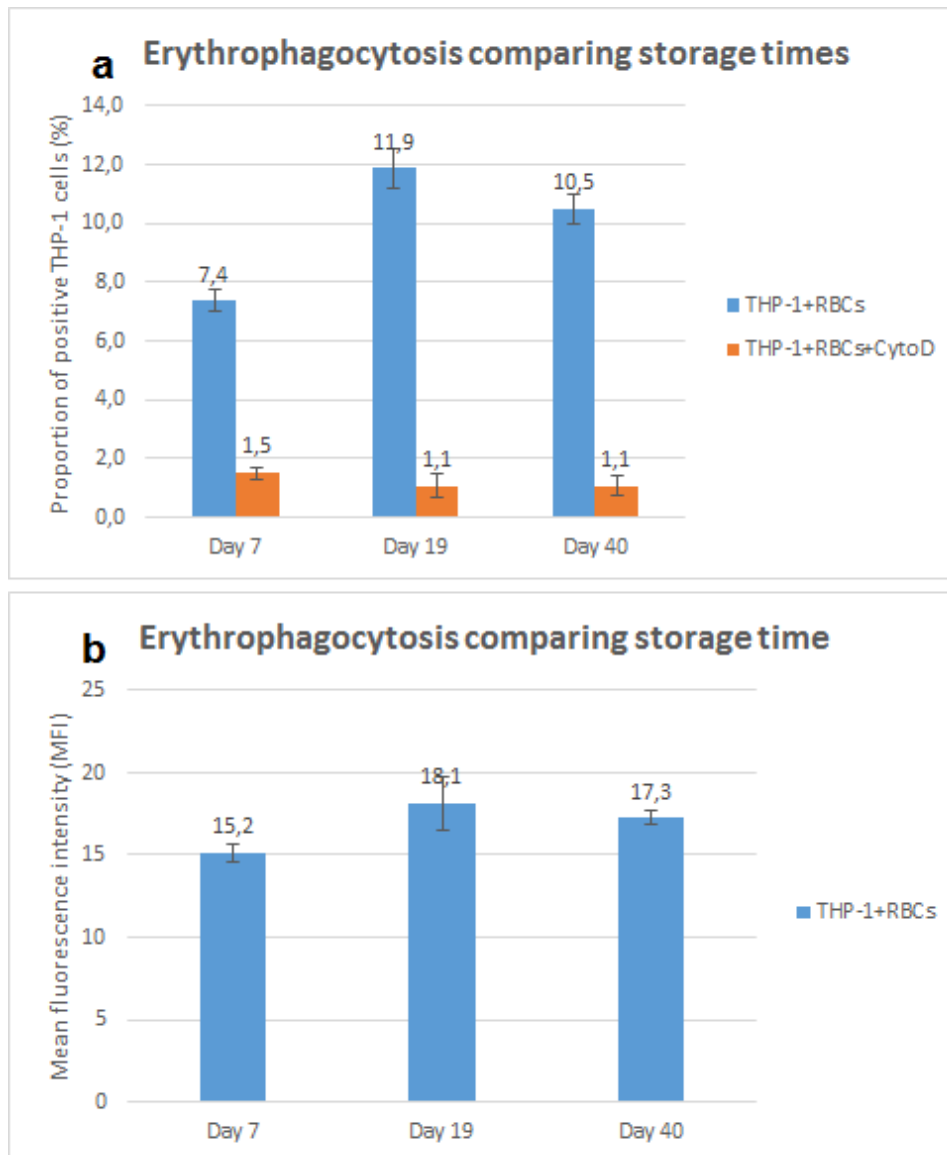 a Erythrophagocytosis comparing storage times
Proportion of positive THP-1 cells (%)
14,0
12,0
10,0
8,0
6,0
4,0
2,0
0,0
7,4
11,9
10,5
1,5
1,1
1,1
Day 7
Day 19
Day 40
THP-1+RBCs
THP-1+RBCs+CytoD
b Erythrophagocytosis comparing storage time
Mean fluorescence intensity (MFI)
25
20
15
10
5
0
15,2
18,1
17,3
Day 7
Day 19
Day 40
THP-1+RBCs